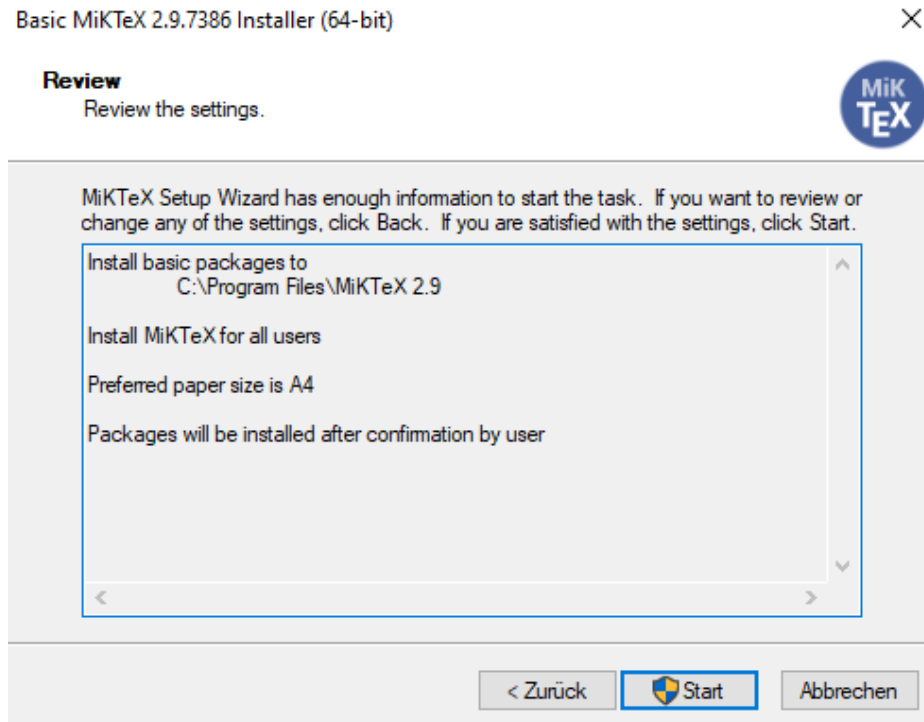 Basic MiKTeX 2.9.7386 Installer (64-bit)
Review
Review the settings.
MiK
TEX
MiKTeX Setup Wizard has enough information to start the task. If you want to review or
change any of the settings, click Back. If you are satisfied with the settings, click Start.
Install basic packages to
C:\Program Files\MiKTeX 2.9
Install MiKTeX for all users
Preferred paper size is A4
Packages will be installed after confirmation by user
< Zurück
Start
Abbrechen